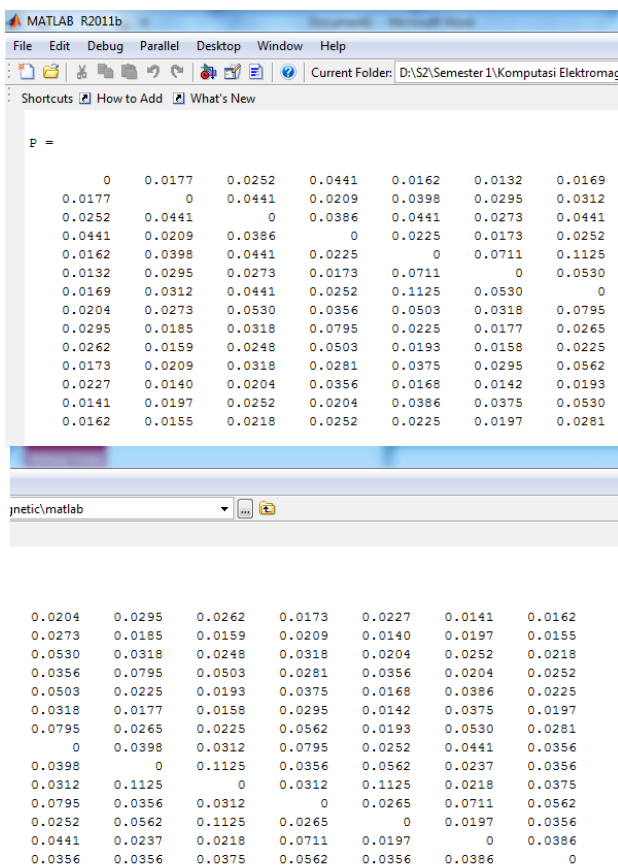 MATLAB R2011b
File Edit Debug Parallel Desktop Window Help
Current Folder: D:\S2\Semester 1\Komputasi Elektromag
Shortcuts How to Add What's New
P =
0 0.0177 0.0252 0.0441 0.0162 0.0132 0.0169
0.0177 0 0.0441 0.0209 0.0398 0.0295 0.0312
0.0252 0.0441 0 0.0386 0.0441 0.0273 0.0441
0.0441 0.0209 0.0386 0 0.0225 0.0173 0.0252
0.0162 0.0398 0.0441 0.0225 0 0.0711 0.1125
0.0132 0.0295 0.0273 0.0173 0.0711 0 0.0530
0.0169 0.0312 0.0441 0.0252 0.1125 0.0530 0
0.0204 0.0273 0.0530 0.0356 0.0503 0.0318 0.0795
0.0295 0.0185 0.0318 0.0795 0.0225 0.0177 0.0265
0.0262 0.0159 0.0248 0.0503 0.0193 0.0158 0.0225
0.0173 0.0209 0.0318 0.0281 0.0375 0.0295 0.0562
0.0227 0.0140 0.0204 0.0356 0.0168 0.0142 0.0193
0.0141 0.0197 0.0252 0.0204 0.0386 0.0375 0.0530
0.0162 0.0155 0.0218 0.0252 0.0225 0.0197 0.0281
gnetic\matlab
0.0204 0.0295 0.0262 0.0173 0.0227 0.0141 0.0162
0.0273 0.0185 0.0159 0.0209 0.0140 0.0197 0.0155
0.0530 0.0318 0.0248 0.0318 0.0204 0.0252 0.0218
0.0356 0.0795 0.0503 0.0281 0.0356 0.0204 0.0252
0.0503 0.0225 0.0193 0.0375 0.0168 0.0386 0.0225
0.0318 0.0177 0.0158 0.0295 0.0142 0.0375 0.0197
0.0795 0.0265 0.0225 0.0562 0.0193 0.0530 0.0281
0 0.0398 0.0312 0.0795 0.0252 0.0441 0.0356
0.0398 0 0.1125 0.0356 0.0562 0.0237 0.0356
0.0312 0.1125 0 0.0312 0.1125 0.0218 0.0375
0.0795 0.0356 0.0312 0 0.0265 0.0711 0.0562
0.0252 0.0562 0.1125 0.0265 0 0.0197 0.0356
0.0441 0.0237 0.0218 0.0711 0.0197 0 0.0386
0.0356 0.0356 0.0375 0.0562 0.0356 0.0386 0